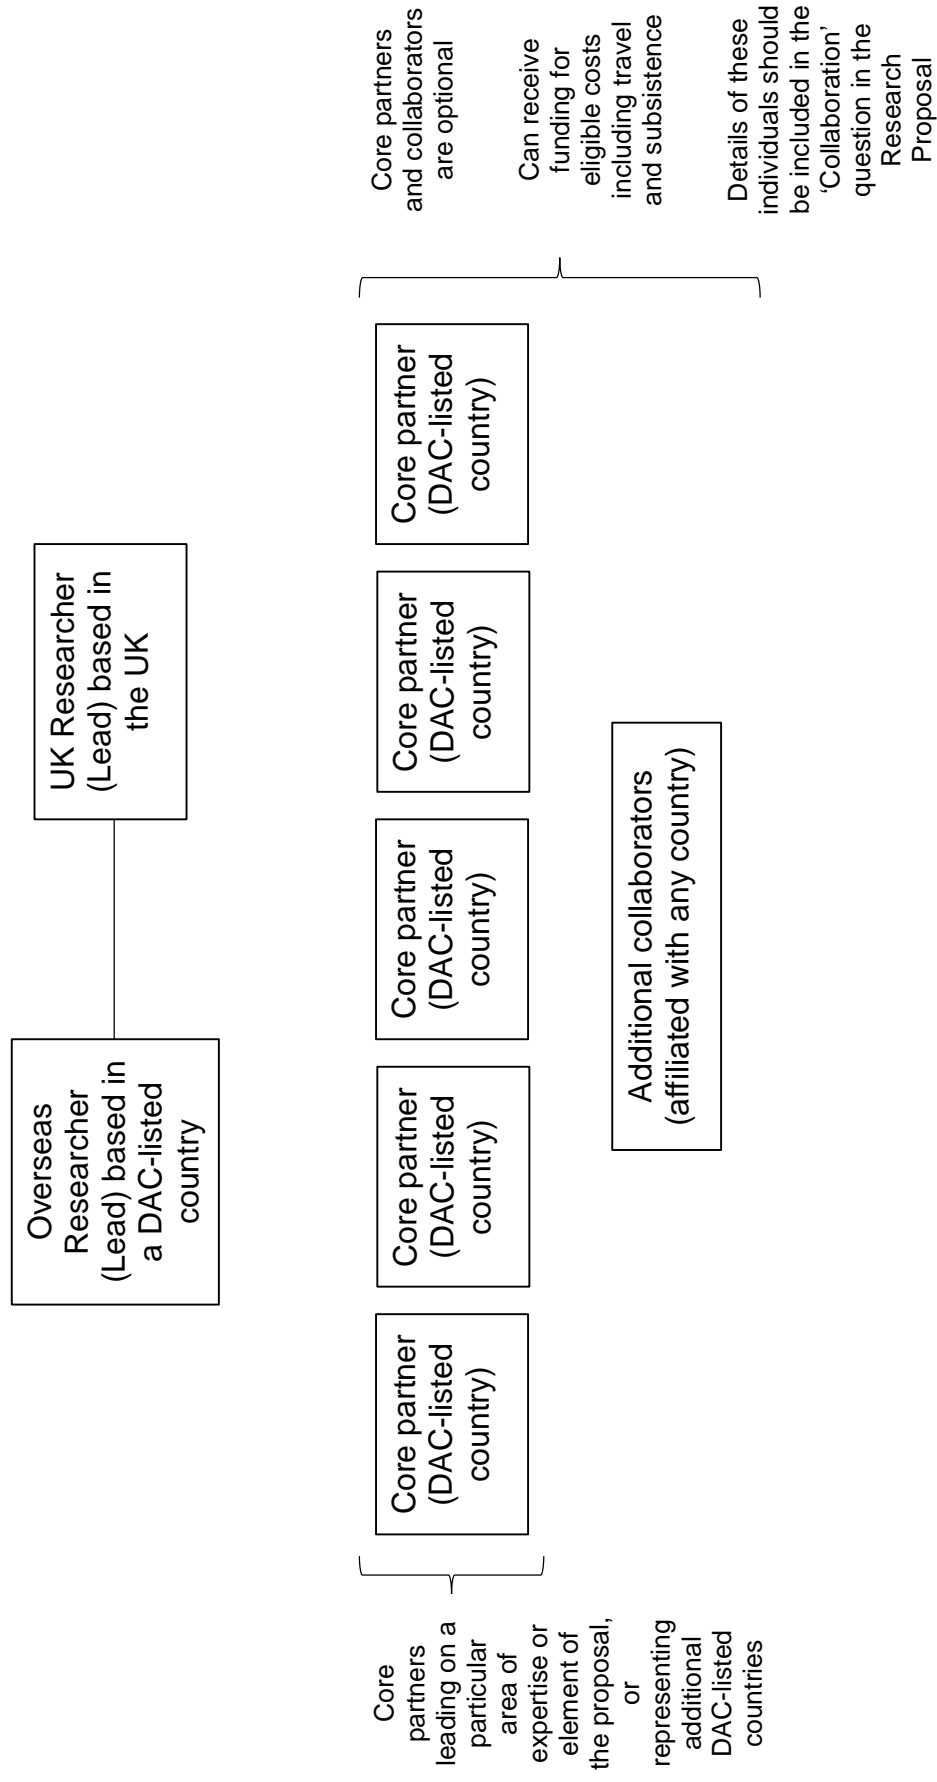 Overseas
Researcher
(Lead) based in
a DAC-listed
country
UK Researcher
(Lead) based in
the UK
Core
partners
leading on a
particular
area of
expertise or
element of
the proposal,
or
representing
additional
DAC-listed
countries
Core partner
(DAC-listed
country)
Core partner
(DAC-listed
country)
Core partner
(DAC-listed
country)
Core partner
(DAC-listed
country)
Core partner
(DAC-listed
country)
Additional collaborators
(affiliated with any country)
Core partners
and collaborators
are optional
Can receive
funding for
eligible costs
including travel
and subsistence
Details of these
individuals should
be included in the
‘Collaboration’
question in the
Research
Proposal